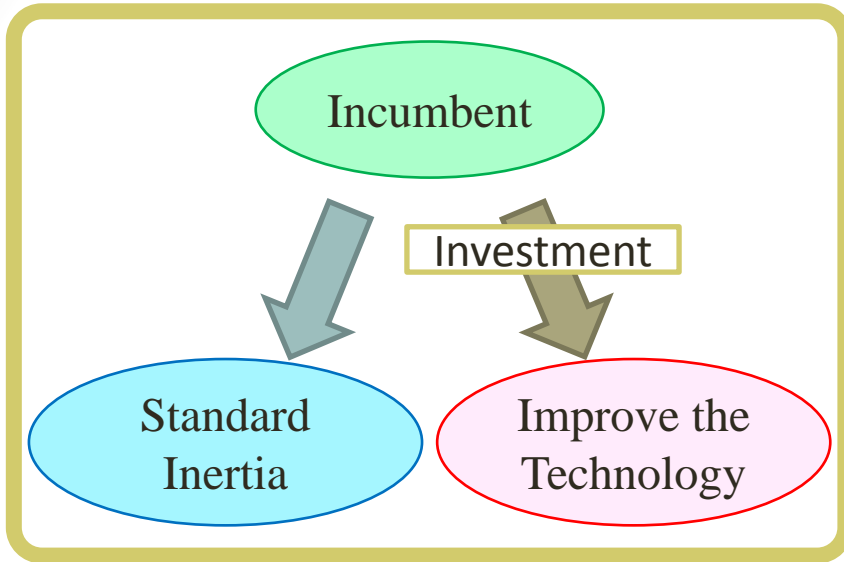 Incumbent
Investment
Standard
Inertia
Improve the
Technology